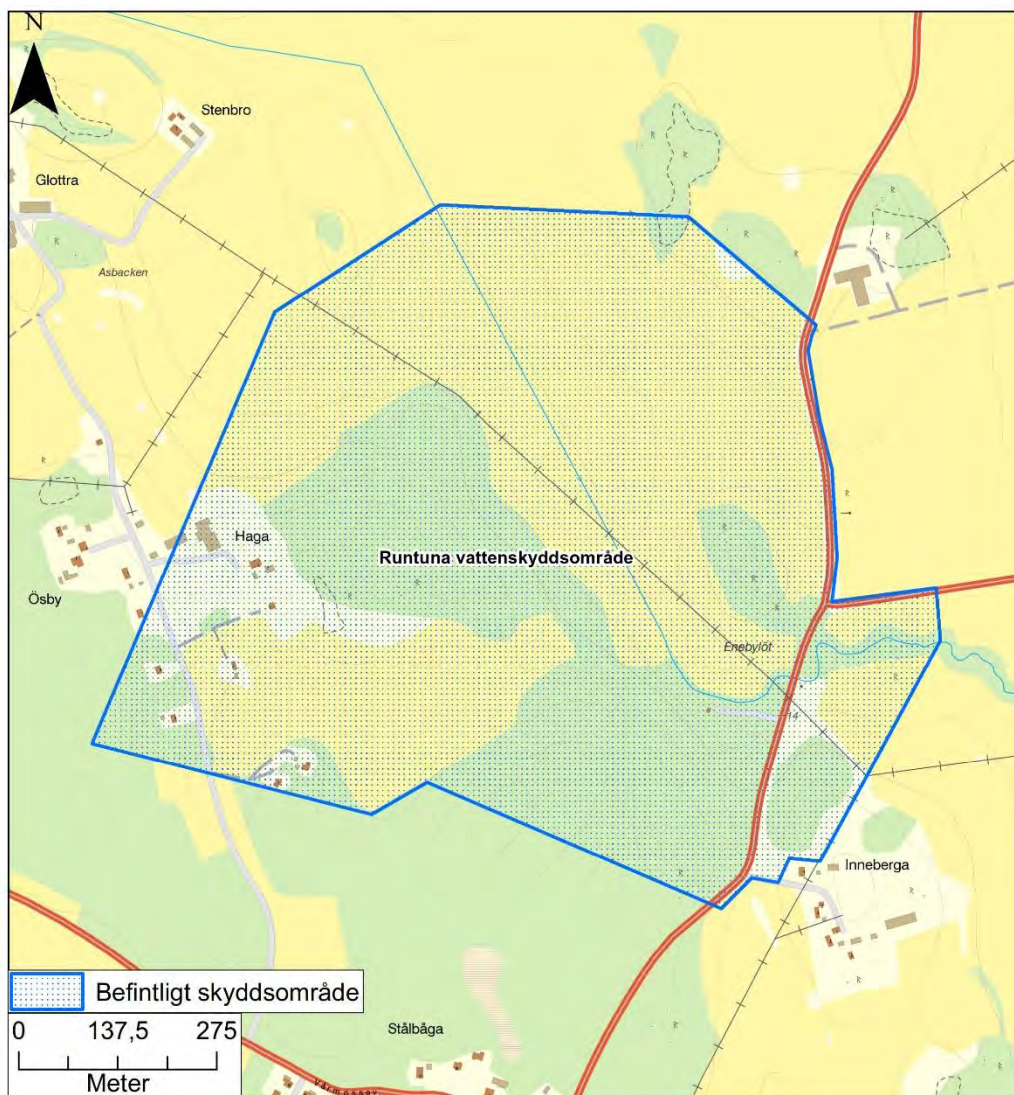 N
Stenbro
Glottra
Asbacken
R
R
R
R
R
R
R
Haga
Runtuna vattenskyddsområde
R
Ösby
Enebylöt
R
14
Inneberga
R
R
R
Befintligt skyddsområde
0 137,5 275
Meter
Stålbåga
R
R